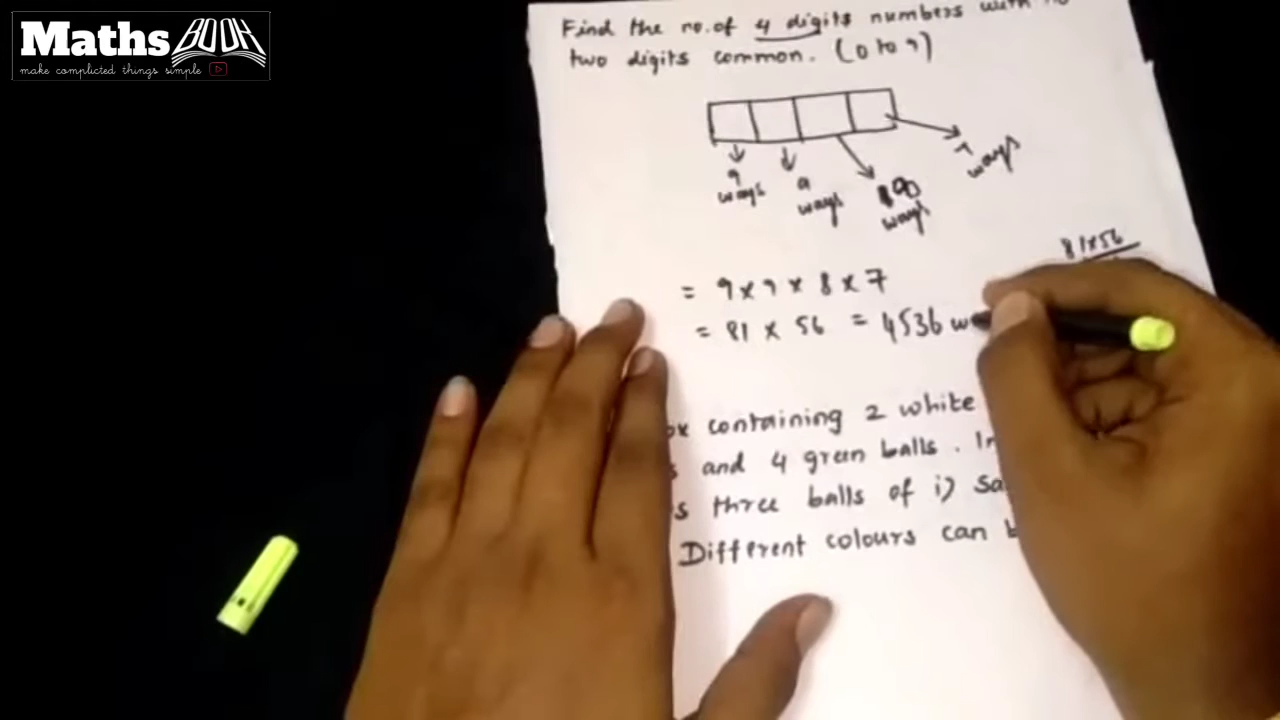 Maths BOOK
make complicted things simple
Find the no. of 4 digits numbers with no
two digits common. (0 to 9)
9 ways
9 ways
8 ways
7 ways
81x56
= 9 x 9 x 8 x 7
= 81 x 56 = 4536
containing 2 white
and 4 green balls. In
three balls of i)
Different colours can